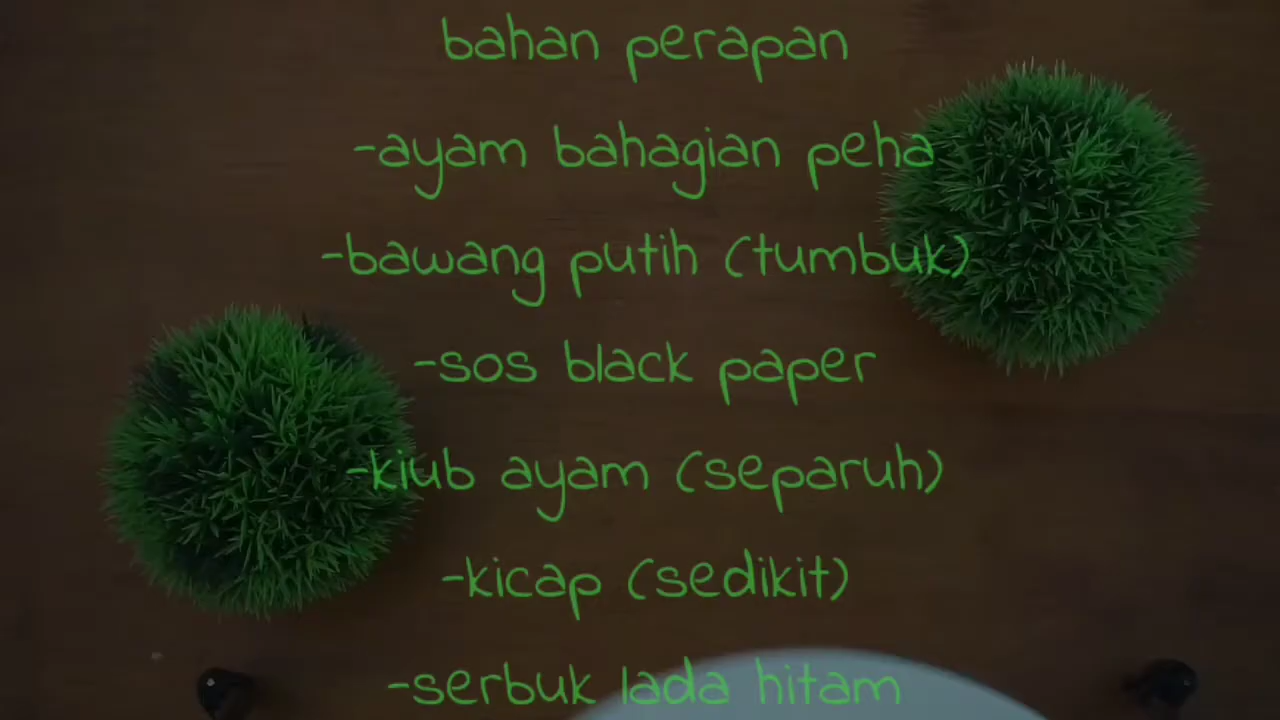 bahan perapan
-ayam bahagian peha
-bawang putih (tumbuk)
-sos black paper
-kiub ayam (separuh)
-kicap (sedikit)
-serbuk lada hitam